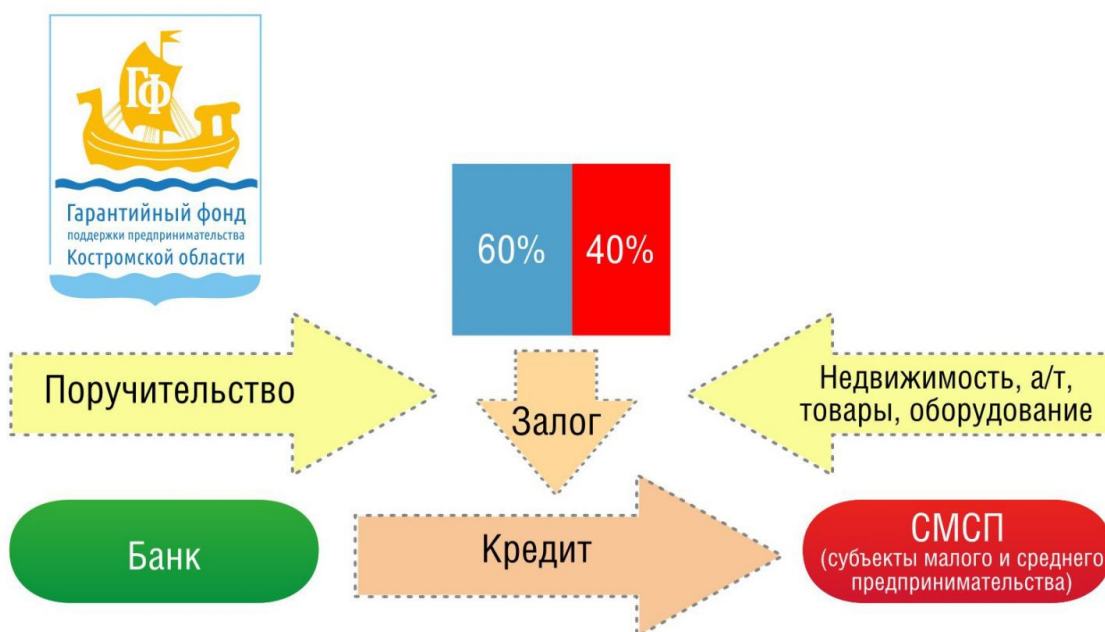 ГФ
Гарантийный фонд
поддержки предпринимательства
Костромской области
60%
40%
Поручительство
Залог
Недвижимость, а/т,
товары, оборудование
Банк
Кредит
СМСП
(субъекты малого и среднего
предпринимательства)